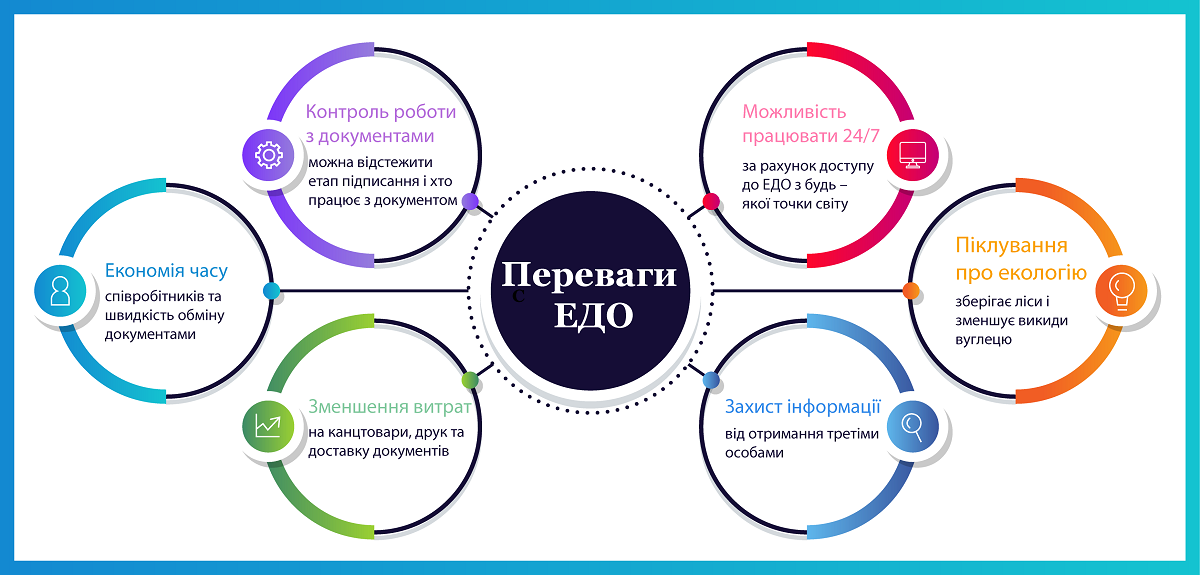 Контроль роботи
з документами
можна відстежити
етап підписання і хто
працює з документом
Можливість
працювати 24/7
за рахунок доступу
до ЕДО з будь –
якої точки світу
Економія часу
співробітників та
швидкість обміну
документами
Переваги
с
ЕДО
Піклування
про екологію
зберігає ліси і
зменшує викиди
вуглецю
Зменшення витрат
на канцтовари, друк та
доставку документів
Захист інформації
від отримання третіми
особами